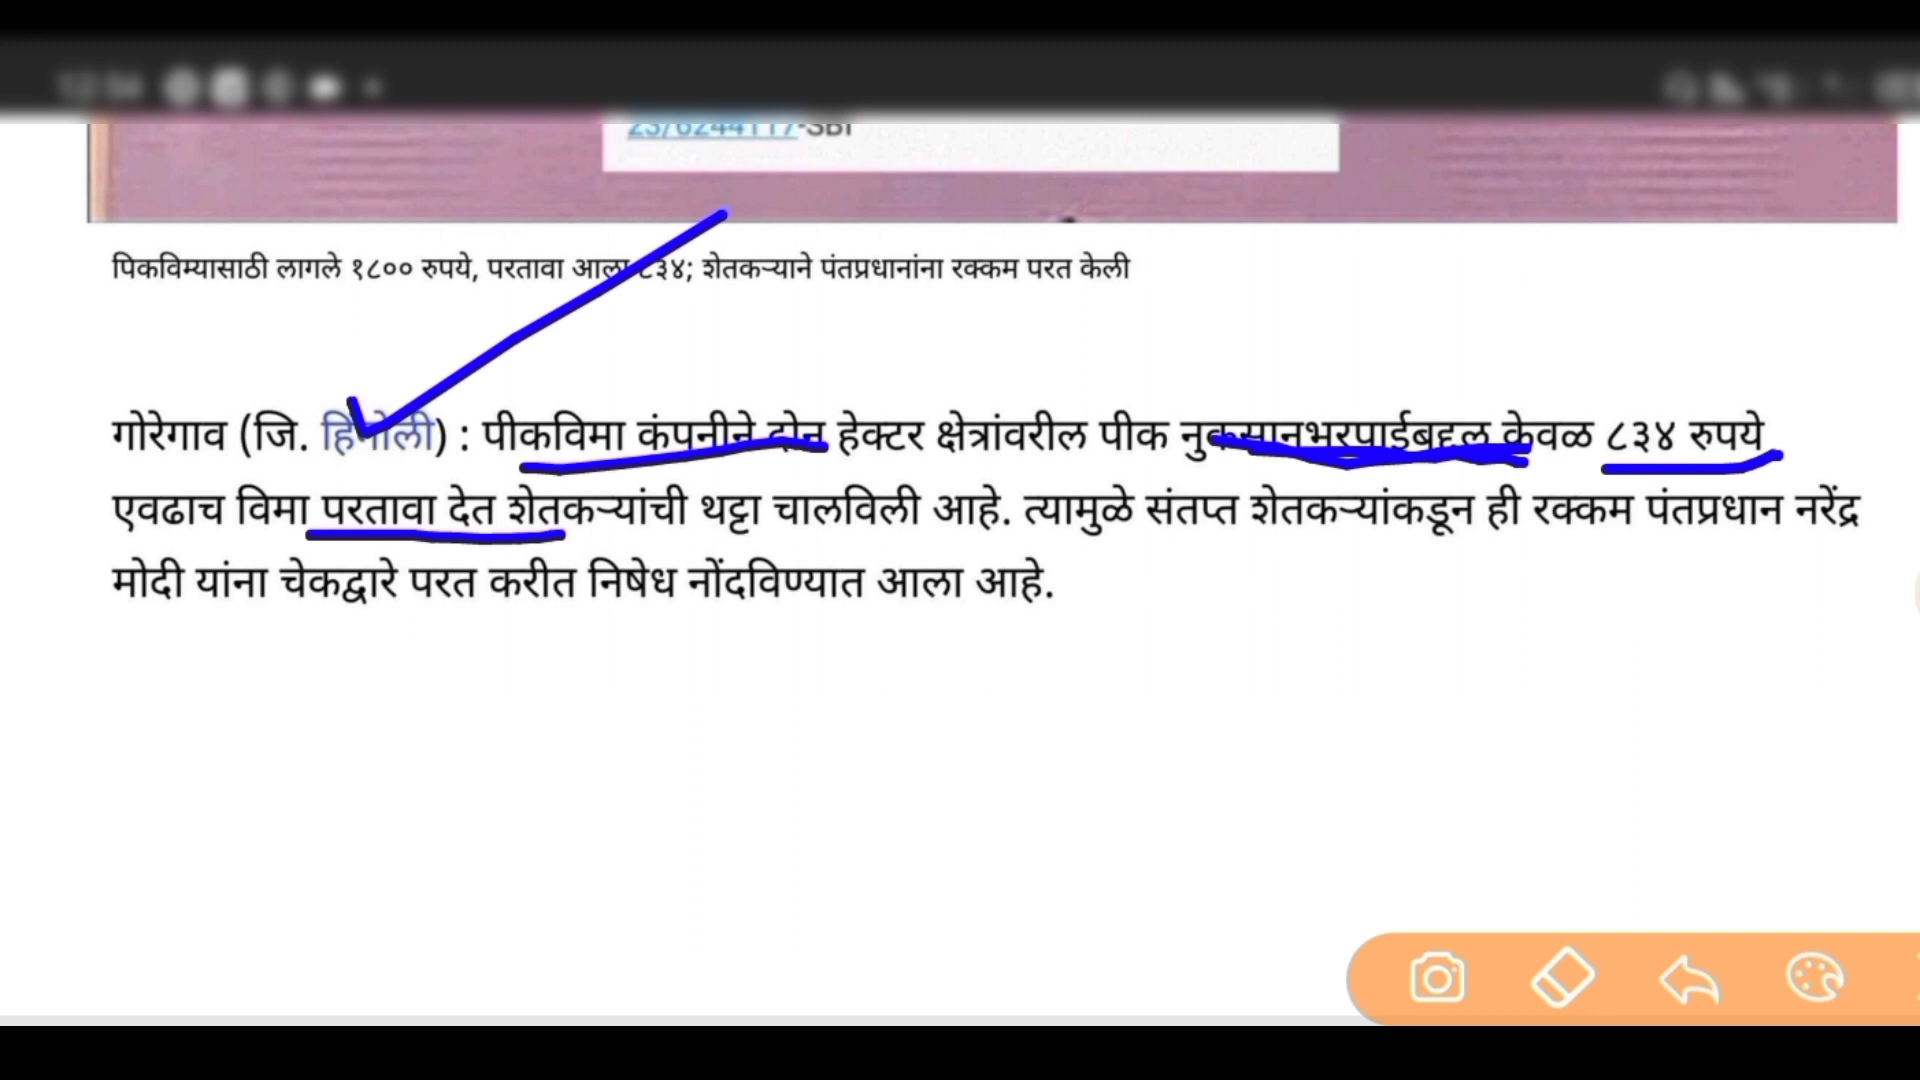 पिकविम्यासाठी लागले १८०० रुपये, परतावा आला ८३४; शेतकऱ्याने पंतप्रधानांना रक्कम परत केली
गोरेगाव (जि. हिंगोली) : पीकविमा कंपनीने दोन हेक्टर क्षेत्रांवरील पीक नुकसानभरपाईबद्दल केवळ ८३४ रुपये
एवढाच विमा परतावा देत शेतकऱ्यांची थट्टा चालविली आहे. त्यामुळे संतप्त शेतकऱ्यांकडून ही रक्कम पंतप्रधान नरेंद्र
मोदी यांना चेकद्वारे परत करीत निषेध नोंदविण्यात आला आहे.